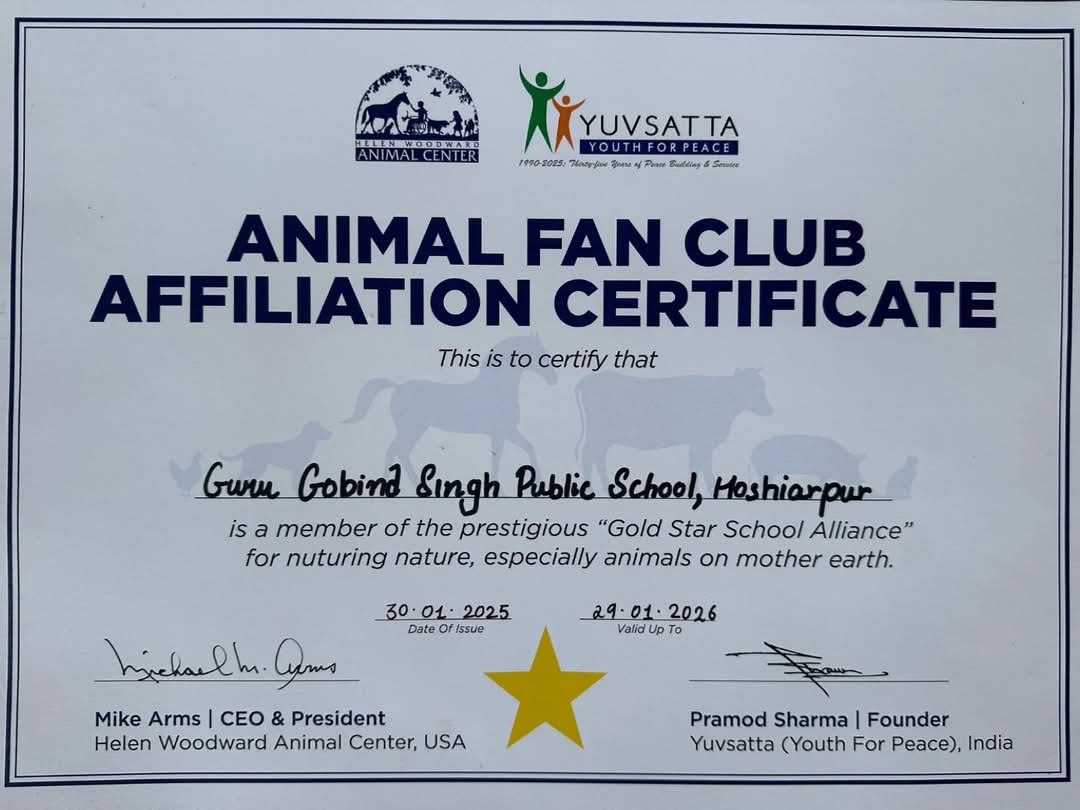 HELEN WOODWARD
ANIMAL CENTER
YUVSATTA
YOUTH FOR PEACE
1990-2025: Thirty-five Years of Peace Building & Service
ANIMAL FAN CLUB
AFFILIATION CERTIFICATE
This is to certify that
Guru Gobind Singh Public School, Hoshiarpur
is a member of the prestigious “Gold Star School Alliance”
for nuturing nature, especially animals on mother earth.
30·01·2025 29·01·2026
Date Of Issue Valid Up To
Michael M. Arms
Mike Arms | CEO & President Pramod Sharma | Founder
Helen Woodward Animal Center, USA Yuvsatta (Youth For Peace), India